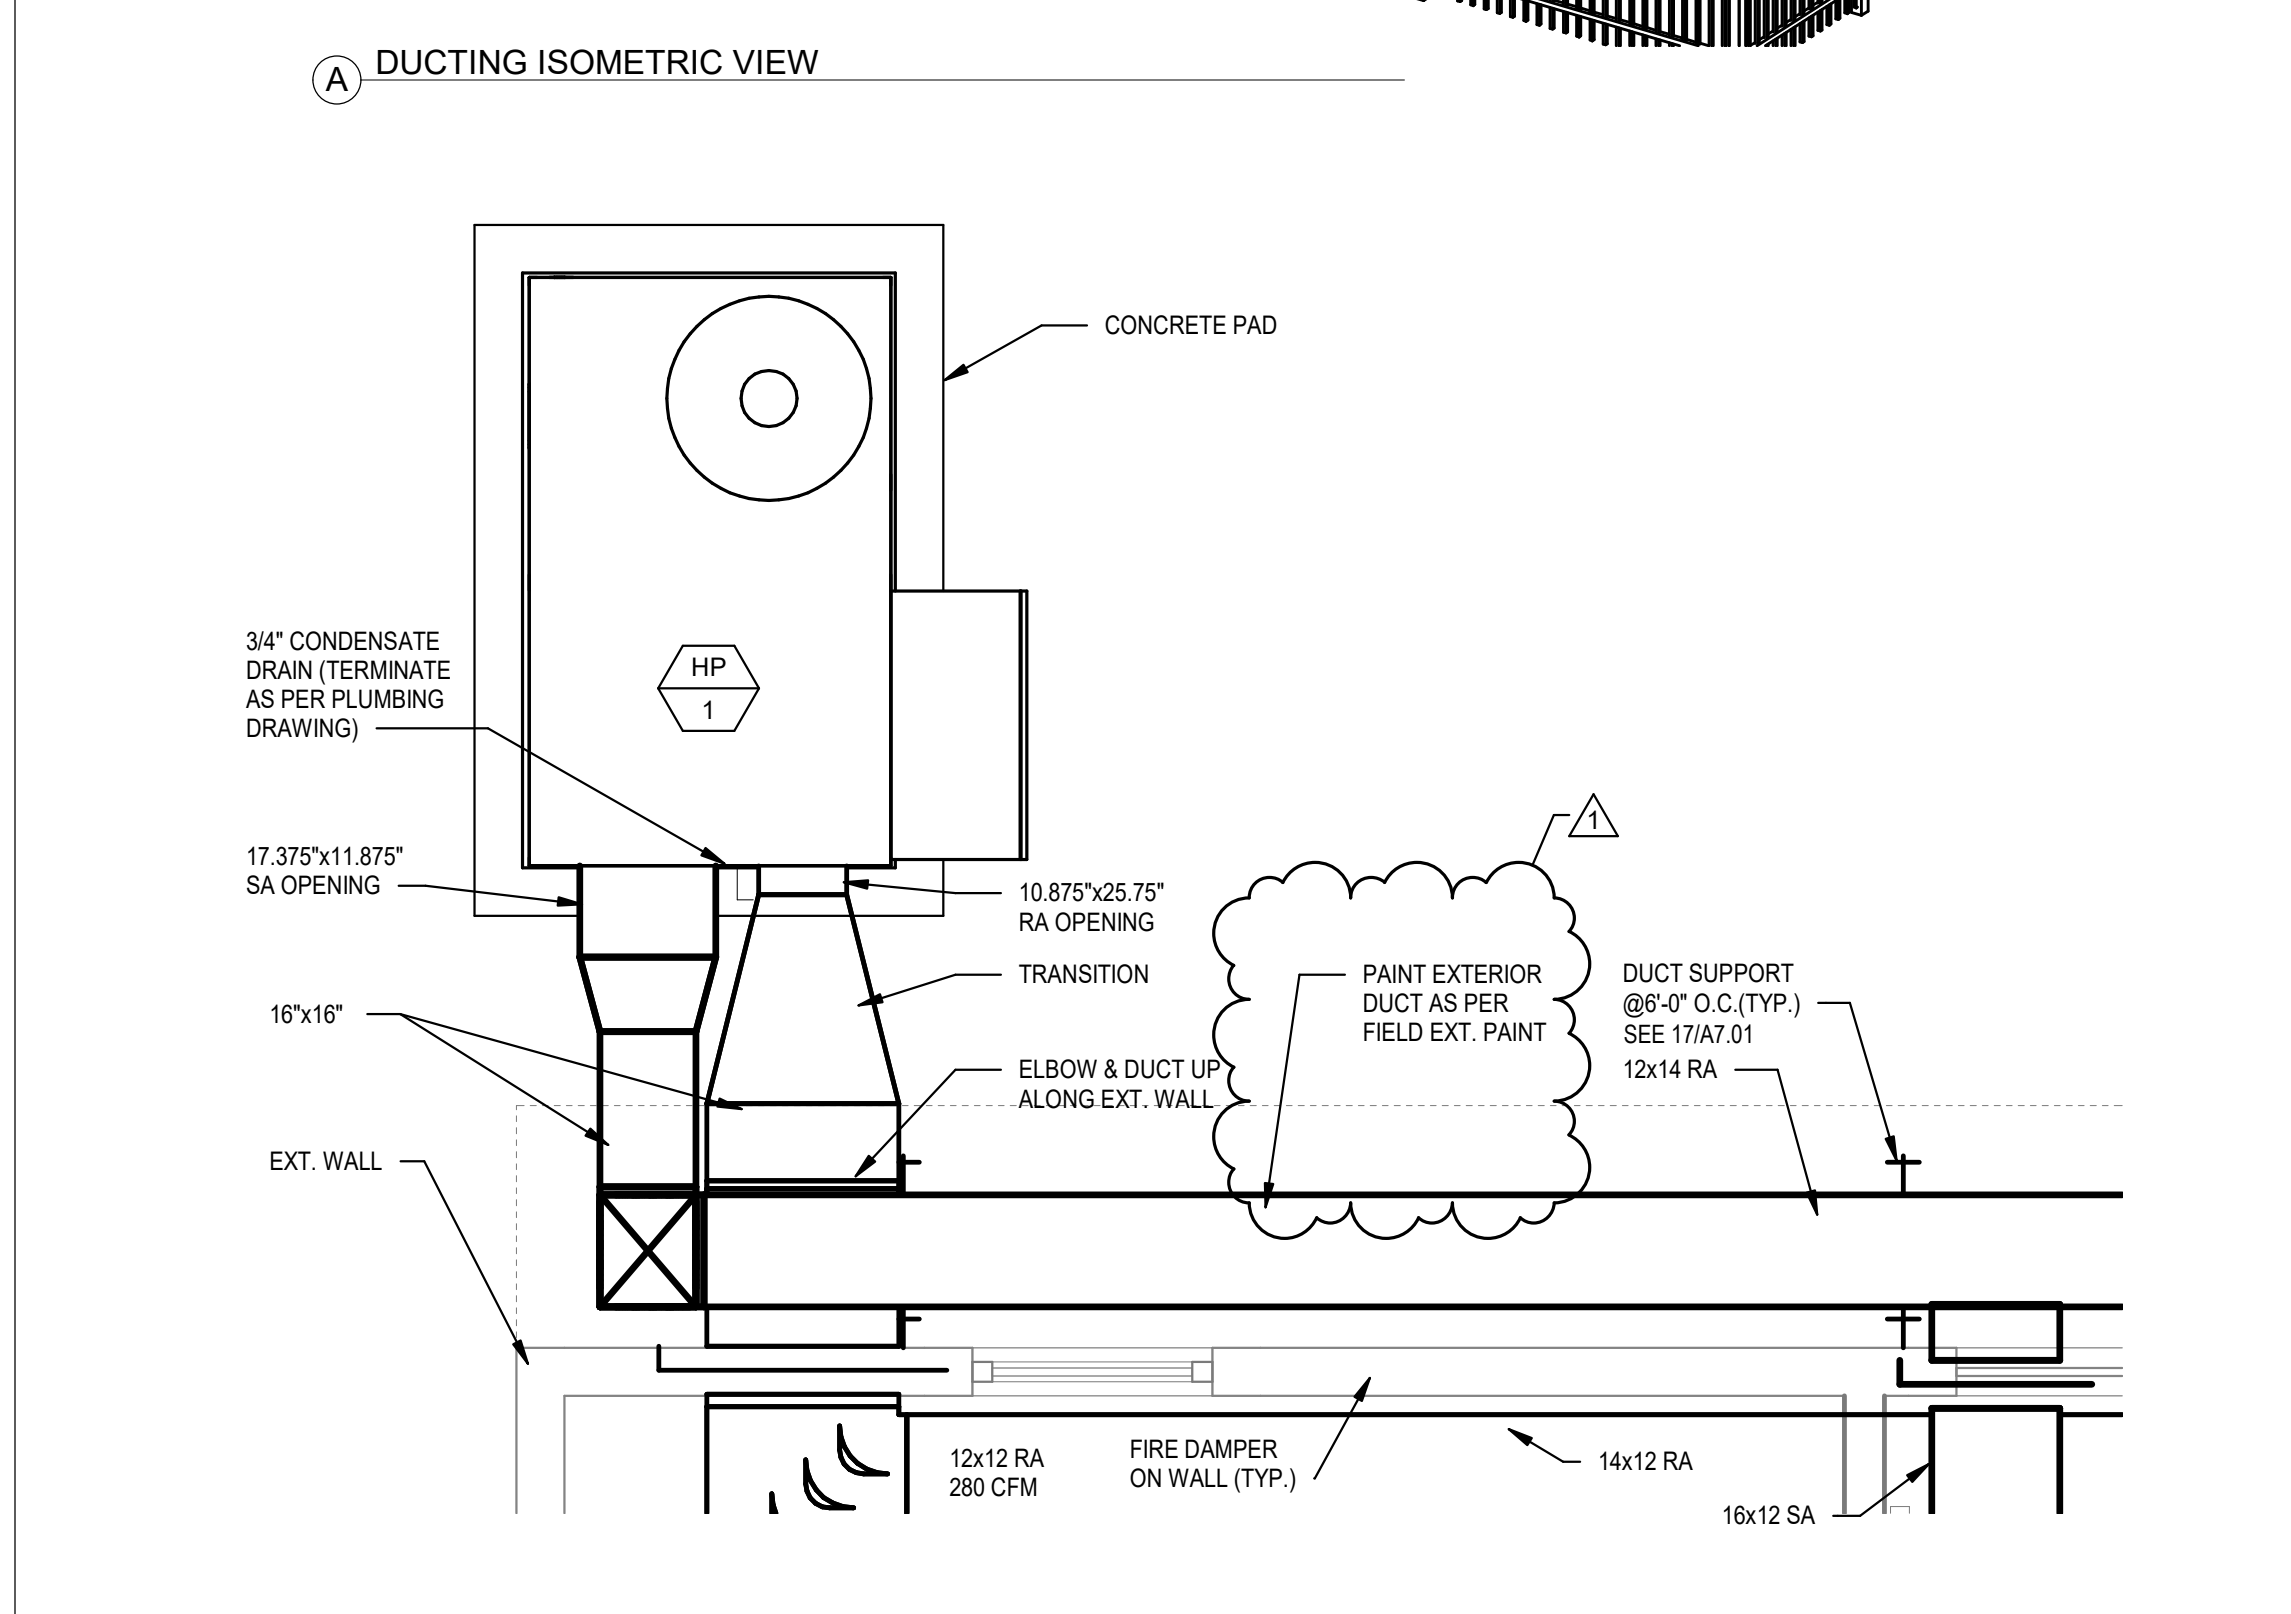 A
DUCTING ISOMETRIC VIEW
CONCRETE PAD
3/4" CONDENSATE
DRAIN (TERMINATE
AS PER PLUMBING
DRAWING)
HP
1
1
17.375"x11.875"
SA OPENING
10.875"x25.75"
RA OPENING
TRANSITION
16"x16"
PAINT EXTERIOR
DUCT AS PER
FIELD EXT. PAINT
DUCT SUPPORT
@6'-0" O.C.(TYP.)
SEE 17/A7.01
12x14 RA
ELBOW & DUCT UP
ALONG EXT. WALL
EXT. WALL
12x12 RA
280 CFM
FIRE DAMPER
ON WALL (TYP.)
14x12 RA
16x12 SA